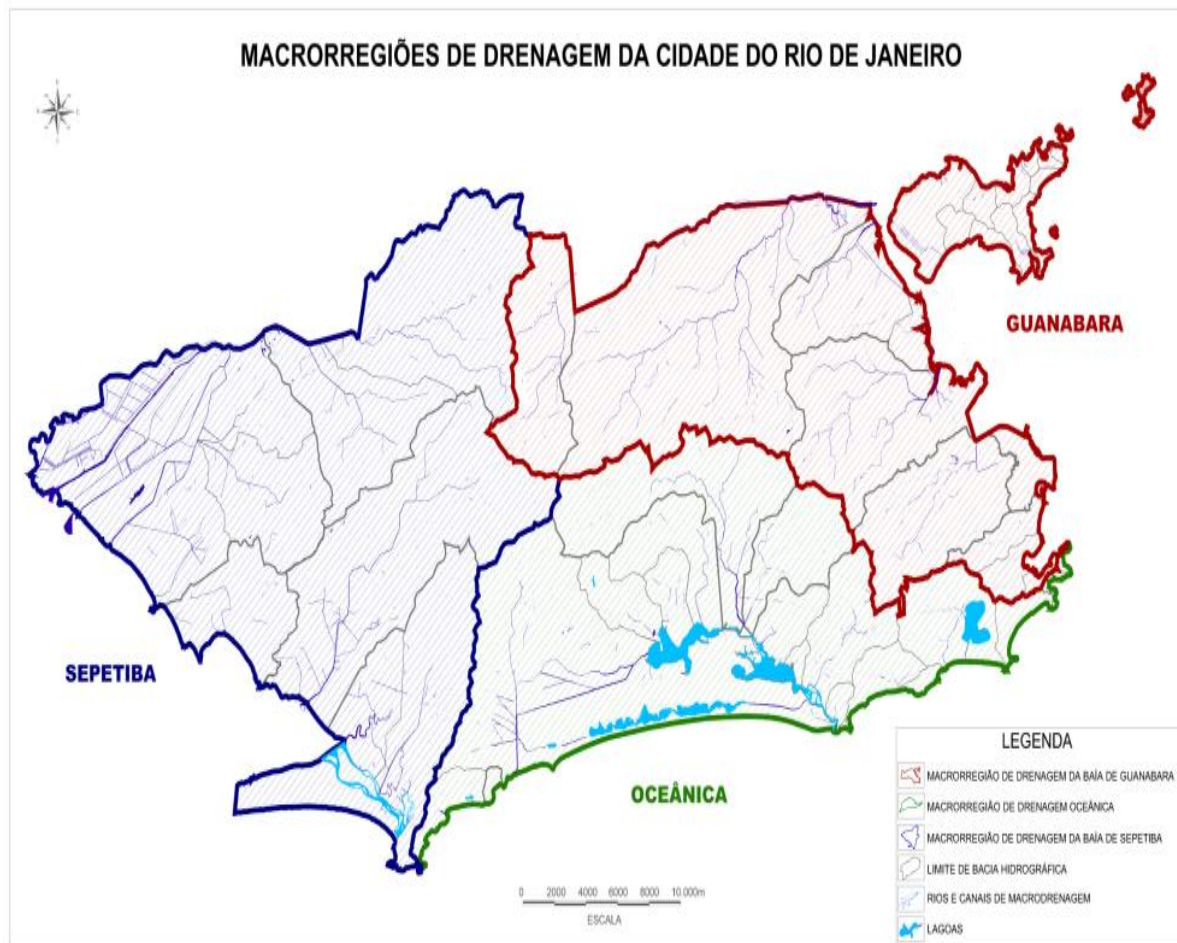 MACRORREGIÕES DE DRENAGEM DA CIDADE DO RIO DE JANEIRO
GUANABARA
SEPETIBA
OCEÂNICA
LEGENDA
MACRORREGIÃO DE DRENAGEM DA BAÍA DE GUANABARA
MACRORREGIÃO DE DRENAGEM OCEÂNICA
MACRORREGIÃO DE DRENAGEM DA BAÍA DE SEPETIBA
LIMITE DE BACIA HIDROGRÁFICA
RIOS E CANAIS DE MACRODRENAGEM
LAGOAS
0 2000 4000 6000 8000 10.000m
ESCALA